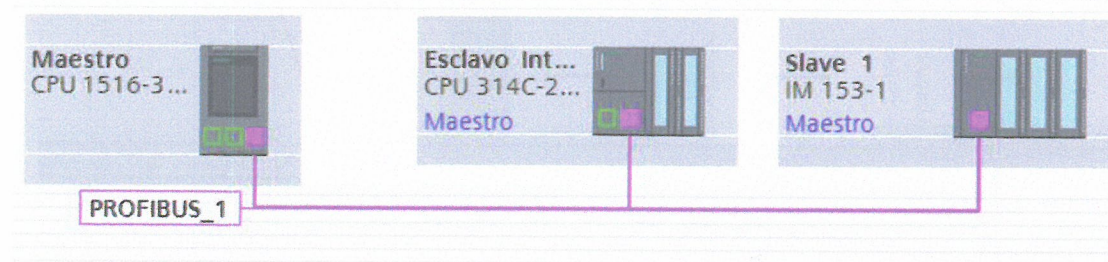 Maestro
CPU 1516-3...
Esclavo Int...
CPU 314C-2...
Maestro
Slave 1
IM 153-1
Maestro
PROFIBUS_1